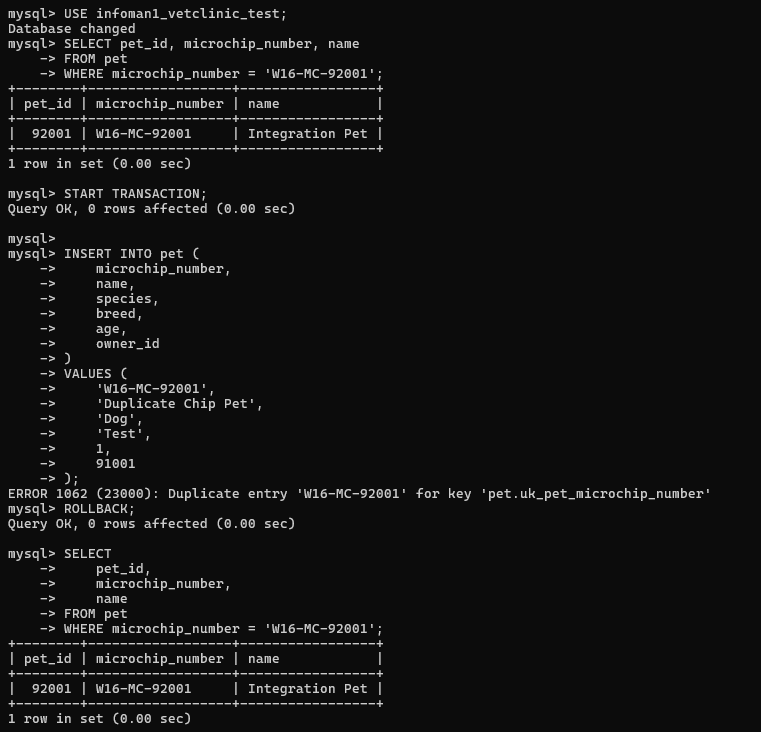 mysql> USE infoman1_vetclinic_test;
Database changed
mysql> SELECT pet_id, microchip_number, name
    -> FROM pet
    -> WHERE microchip_number = 'W16-MC-92001';
+--------+------------------+-----------------+
| pet_id | microchip_number | name            |
+--------+------------------+-----------------+
|  92001 | W16-MC-92001     | Integration Pet |
+--------+------------------+-----------------+
1 row in set (0.00 sec)

mysql> START TRANSACTION;
Query OK, 0 rows affected (0.00 sec)

mysql>
mysql> INSERT INTO pet (
    ->     microchip_number,
    ->     name,
    ->     species,
    ->     breed,
    ->     age,
    ->     owner_id
    -> )
    -> VALUES (
    ->     'W16-MC-92001',
    ->     'Duplicate Chip Pet',
    ->     'Dog',
    ->     'Test',
    ->     1,
    ->     91001
    -> );
ERROR 1062 (23000): Duplicate entry 'W16-MC-92001' for key 'pet.uk_pet_microchip_number'
mysql> ROLLBACK;
Query OK, 0 rows affected (0.00 sec)

mysql> SELECT
    ->     pet_id,
    ->     microchip_number,
    ->     name
    -> FROM pet
    -> WHERE microchip_number = 'W16-MC-92001';
+--------+------------------+-----------------+
| pet_id | microchip_number | name            |
+--------+------------------+-----------------+
|  92001 | W16-MC-92001     | Integration Pet |
+--------+------------------+-----------------+
1 row in set (0.00 sec)